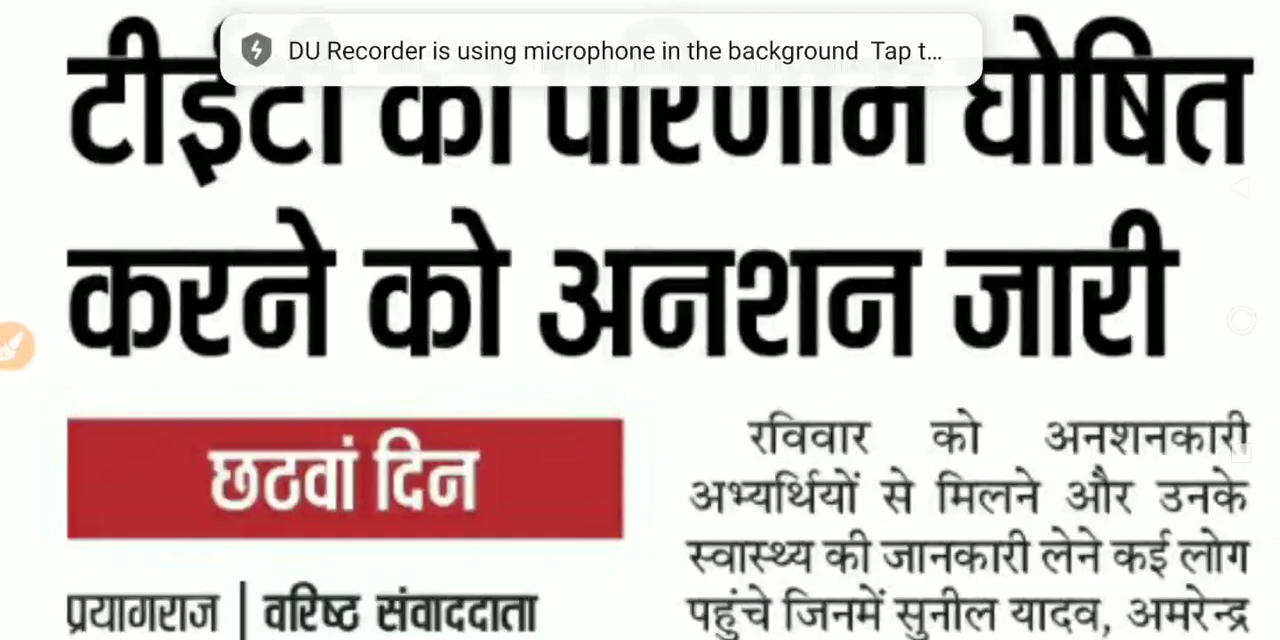 DU Recorder is using microphone in the background Tap t...
टीईटी का परिणाम घोषित
करने को अनशन जारी
छठवां दिन
प्रयागराज | वरिष्ठ संवाददाता
रविवार को अनशनकारी
अभ्यर्थियों से मिलने और उनके
स्वास्थ्य की जानकारी लेने कई लोग
पहुंचे जिनमें सुनील यादव, अमरेन्द्र